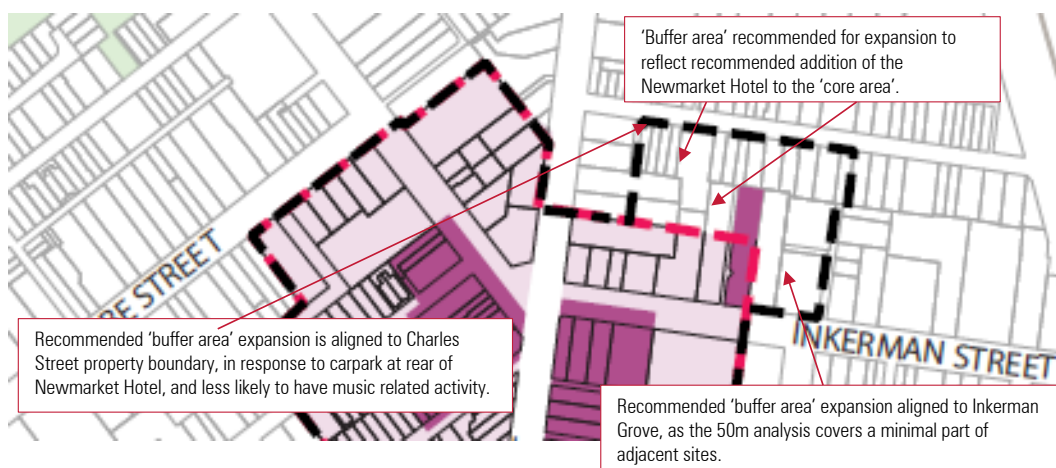 'Buffer area' recommended for expansion to
reflect recommended addition of the
Newmarket Hotel to the 'core area'.
RE STREET
Recommended 'buffer area' expansion is aligned to Charles
Street property boundary, in response to carpark at rear of
Newmarket Hotel, and less likely to have music related activity.
INKERMAN STREET
Recommended 'buffer area' expansion aligned to Inkerman
Grove, as the 50m analysis covers a minimal part of
adjacent sites.